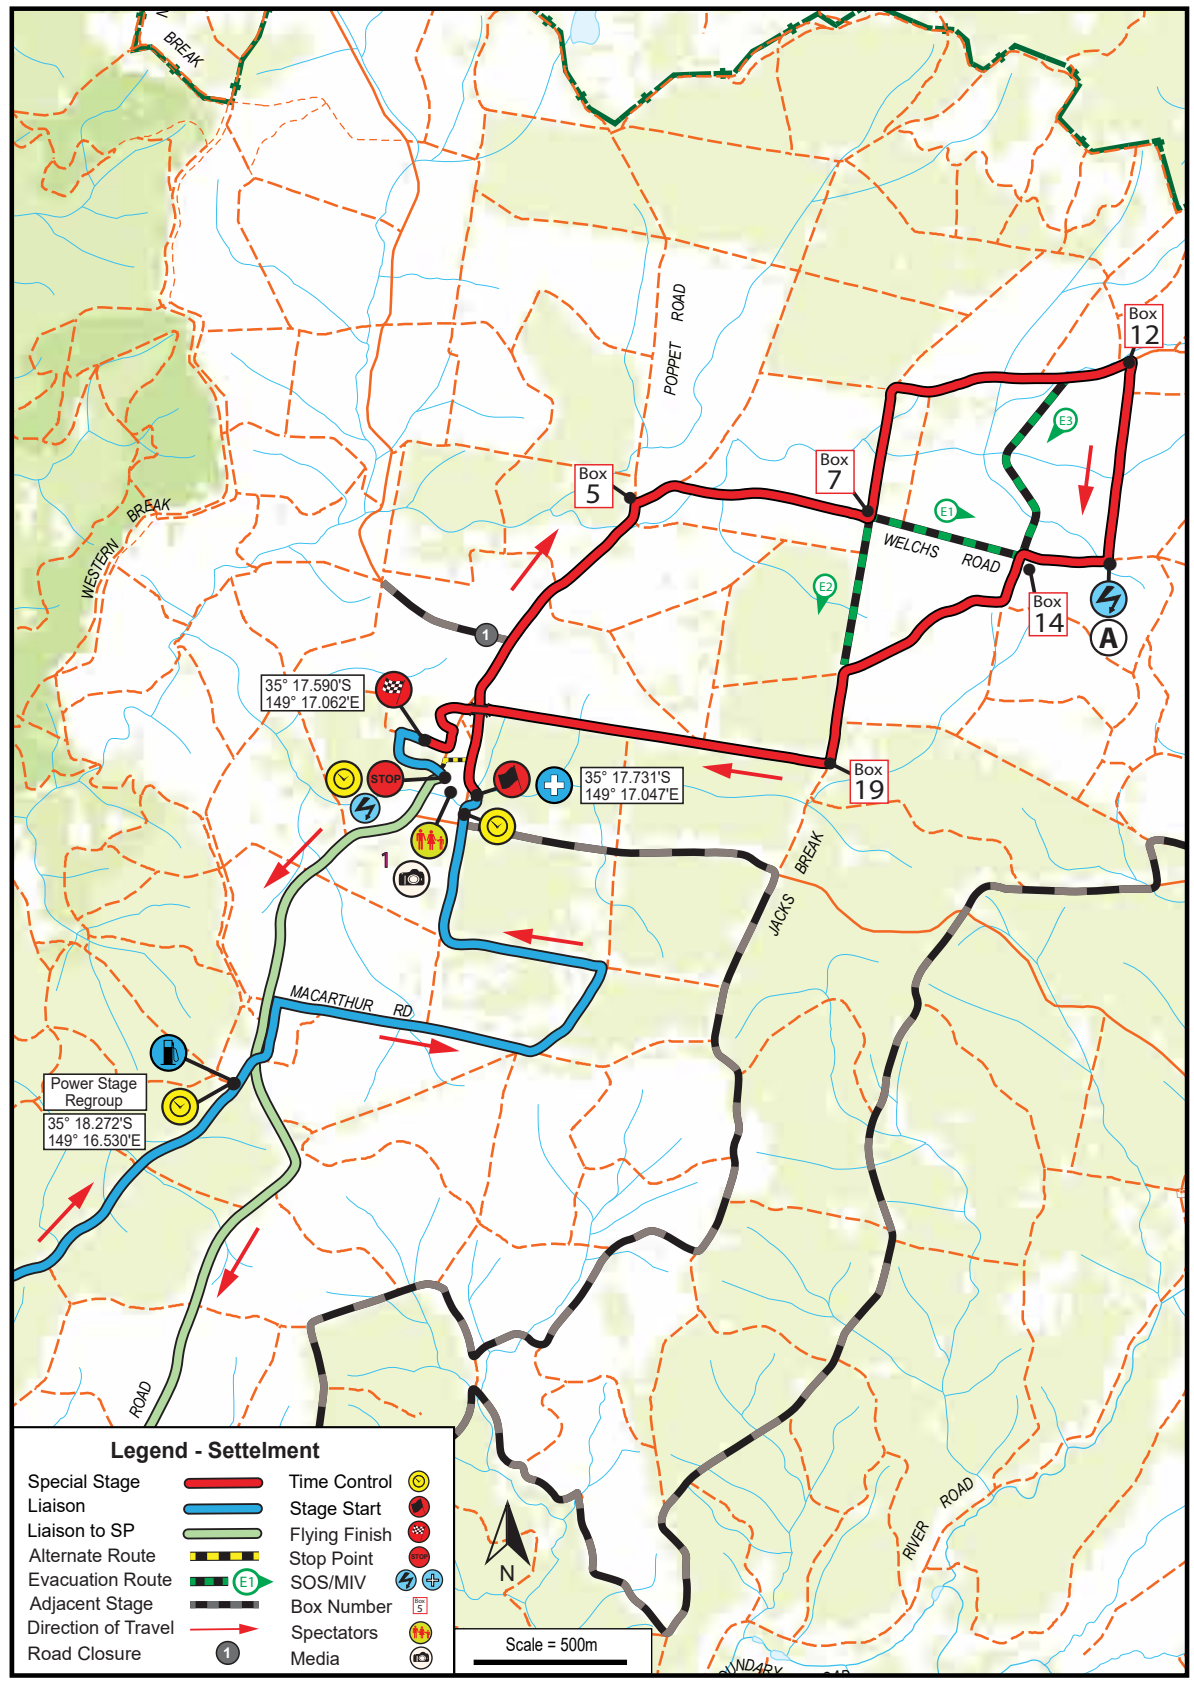 BREAK
POPPET ROAD
Box
12
E3
Box
5
Box
7
E1
WELCHS ROAD
WESTERN BREAK
E2
Box
14
A
1
35° 17.590'S
149° 17.062'E
STOP
35° 17.731'S
149° 17.047'E
Box
19
1
JACKS BREAK
MACARTHUR RD
Power Stage
Regroup
35° 18.272'S
149° 16.530'E
ROAD
RIVER ROAD
Legend - Settelment
Special Stage
Liaison
Liaison to SP
Alternate Route
Evacuation Route E1
Adjacent Stage
Direction of Travel
Road Closure 1
Time Control
Stage Start
Flying Finish
Stop Point STOP
SOS/MIV
Box Number Box 5
Spectators
Media
N
Scale = 500m